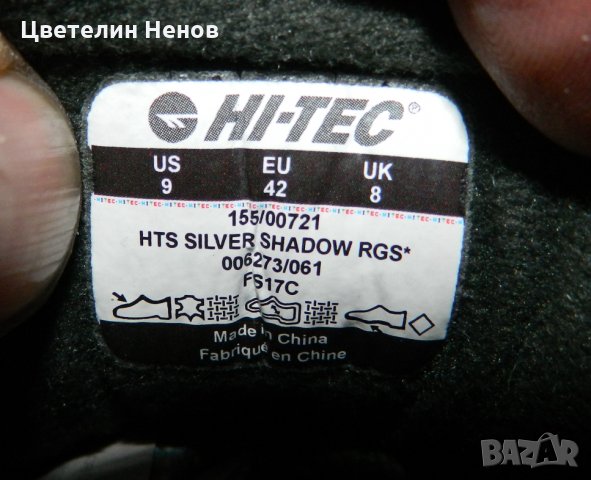 Цветелин Ненов
HI-TEC®
US EU UK
9 42 8
155/00721
HTS SILVER SHADOW RGS*
006273/061
FS17C
Made in China
Fabriqué en Chine
BAZAR